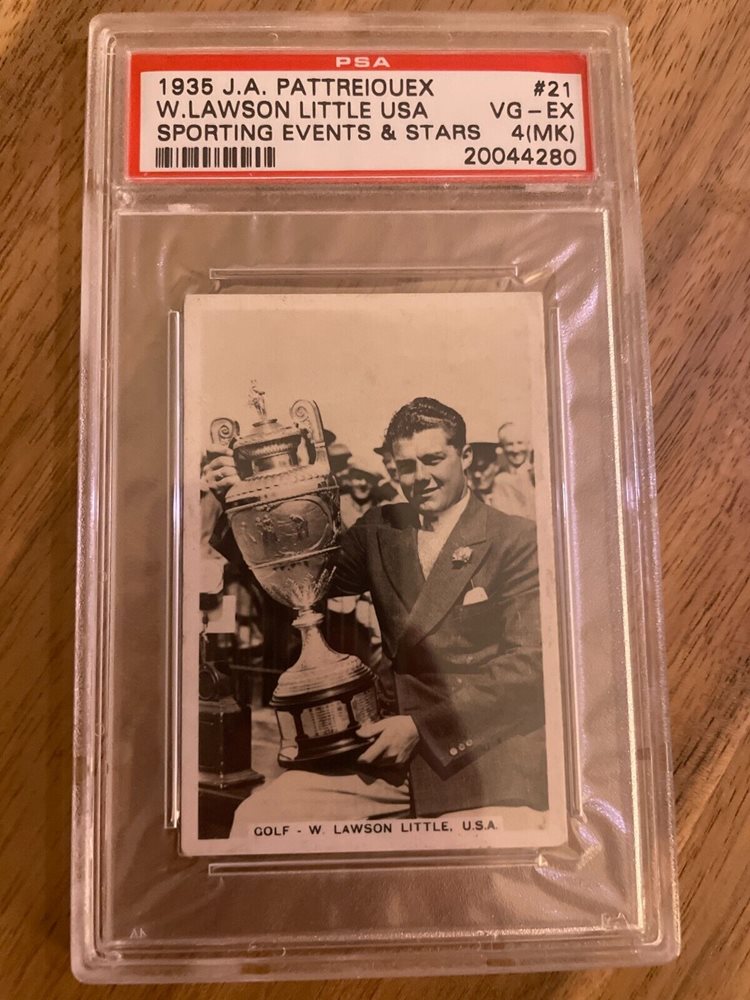 PSA
1935 J.A. PATTREIOUEX #21
W.LAWSON LITTLE USA VG-EX
SPORTING EVENTS & STARS 4(MK)
20044280
GOLF - W. LAWSON LITTLE, U.S.A.